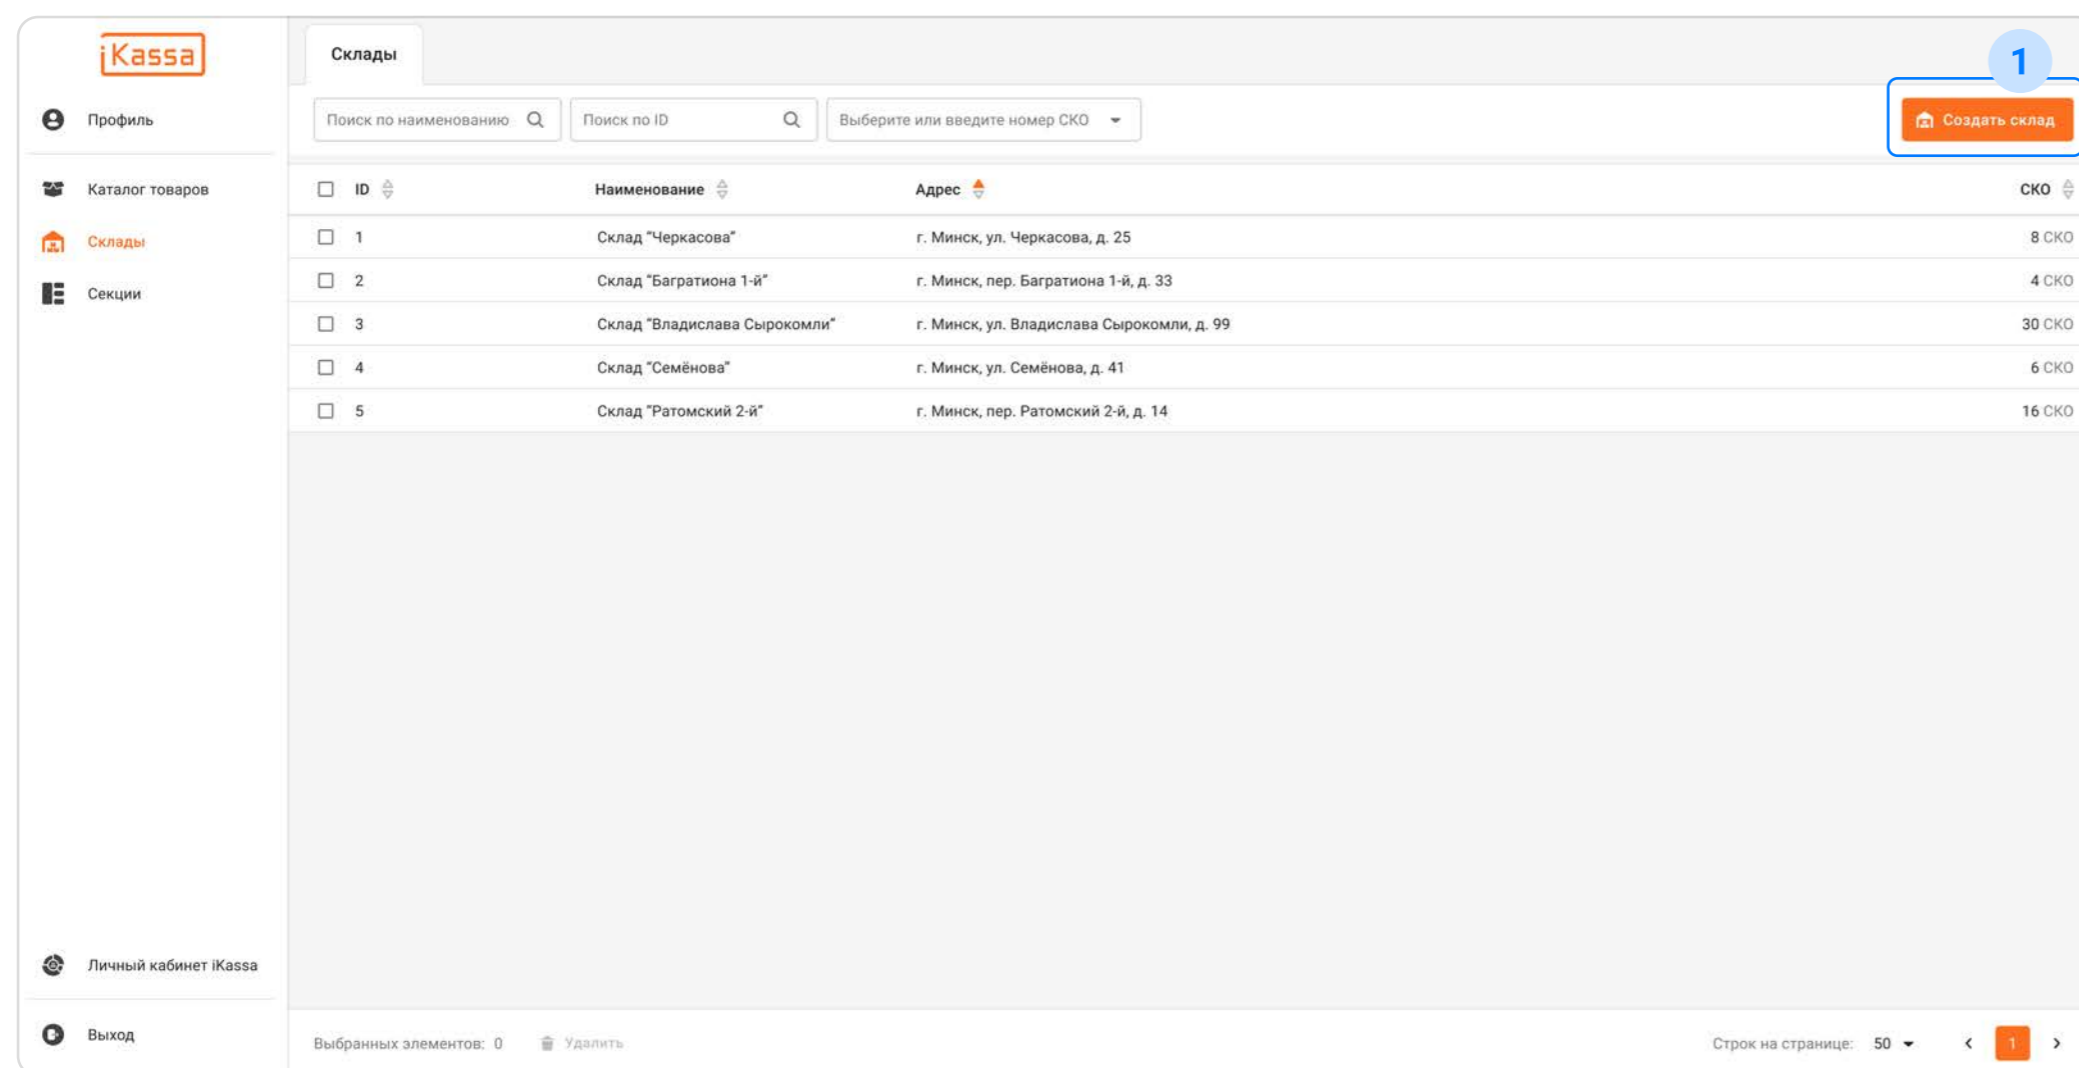 iKassa
Профиль
Каталог товаров
Склады
Секции
Личный кабинет iKassa
Выход
Склады
1
Поиск по наименованию
Поиск по ID
Выберите или введите номер СКО
Создать склад
ID Наименование Адрес СКО
1 Склад "Черкасова" г. Минск, ул. Черкасова, д. 25 8 СКО
2 Склад "Багратиона 1-й" г. Минск, пер. Багратиона 1-й, д. 33 4 СКО
3 Склад "Владислава Сырокомли" г. Минск, ул. Владислава Сырокомли, д. 99 30 СКО
4 Склад "Семёнова" г. Минск, ул. Семёнова, д. 41 6 СКО
5 Склад "Ратомский 2-й" г. Минск, пер. Ратомский 2-й, д. 14 16 СКО
Выбранных элементов: 0 Удалить Строк на странице: 50 1